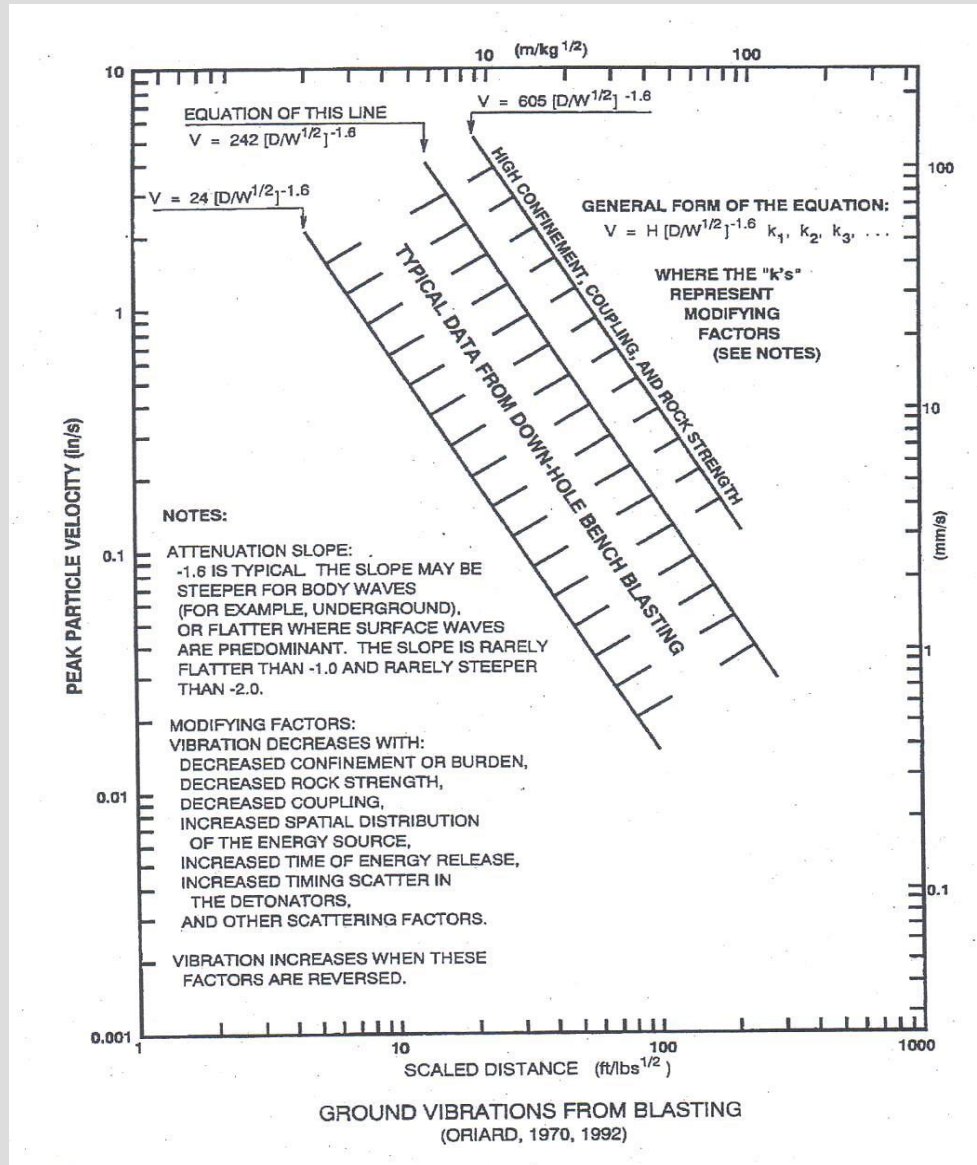 10 (m/kg1/2) 100
10
1
0.1
0.01
0.001
PEAK PARTICLE VELOCITY (in/s)
EQUATION OF THIS LINE
V = 242 [D/W1/2]-1.6
V = 24 [D/W1/2]-1.6
V = 605 [D/W1/2] -1.6
HIGH CONFINEMENT, COUPLING, AND ROCK STRENGTH
TYPICAL DATA FROM DOWN-HOLE BENCH BLASTING
GENERAL FORM OF THE EQUATION:
V = H [D/W1/2]-1.6 k1, k2, k3, ...
WHERE THE "k's"
REPRESENT
MODIFYING
FACTORS
(SEE NOTES)
100
10
(mm/s)
1
0.1
NOTES:
ATTENUATION SLOPE:
-1.6 IS TYPICAL. THE SLOPE MAY BE
STEEPER FOR BODY WAVES
(FOR EXAMPLE, UNDERGROUND),
OR FLATTER WHERE SURFACE WAVES
ARE PREDOMINANT. THE SLOPE IS RARELY
FLATTER THAN -1.0 AND RARELY STEEPER
THAN -2.0.
MODIFYING FACTORS:
VIBRATION DECREASES WITH:
DECREASED CONFINEMENT OR BURDEN,
DECREASED ROCK STRENGTH,
DECREASED COUPLING,
INCREASED SPATIAL DISTRIBUTION
OF THE ENERGY SOURCE,
INCREASED TIME OF ENERGY RELEASE,
INCREASED TIMING SCATTER IN
THE DETONATORS,
AND OTHER SCATTERING FACTORS.
VIBRATION INCREASES WHEN THESE
FACTORS ARE REVERSED.
1 10 100 1000
SCALED DISTANCE (ft/lbs1/2)
GROUND VIBRATIONS FROM BLASTING
(ORIARD, 1970, 1992)